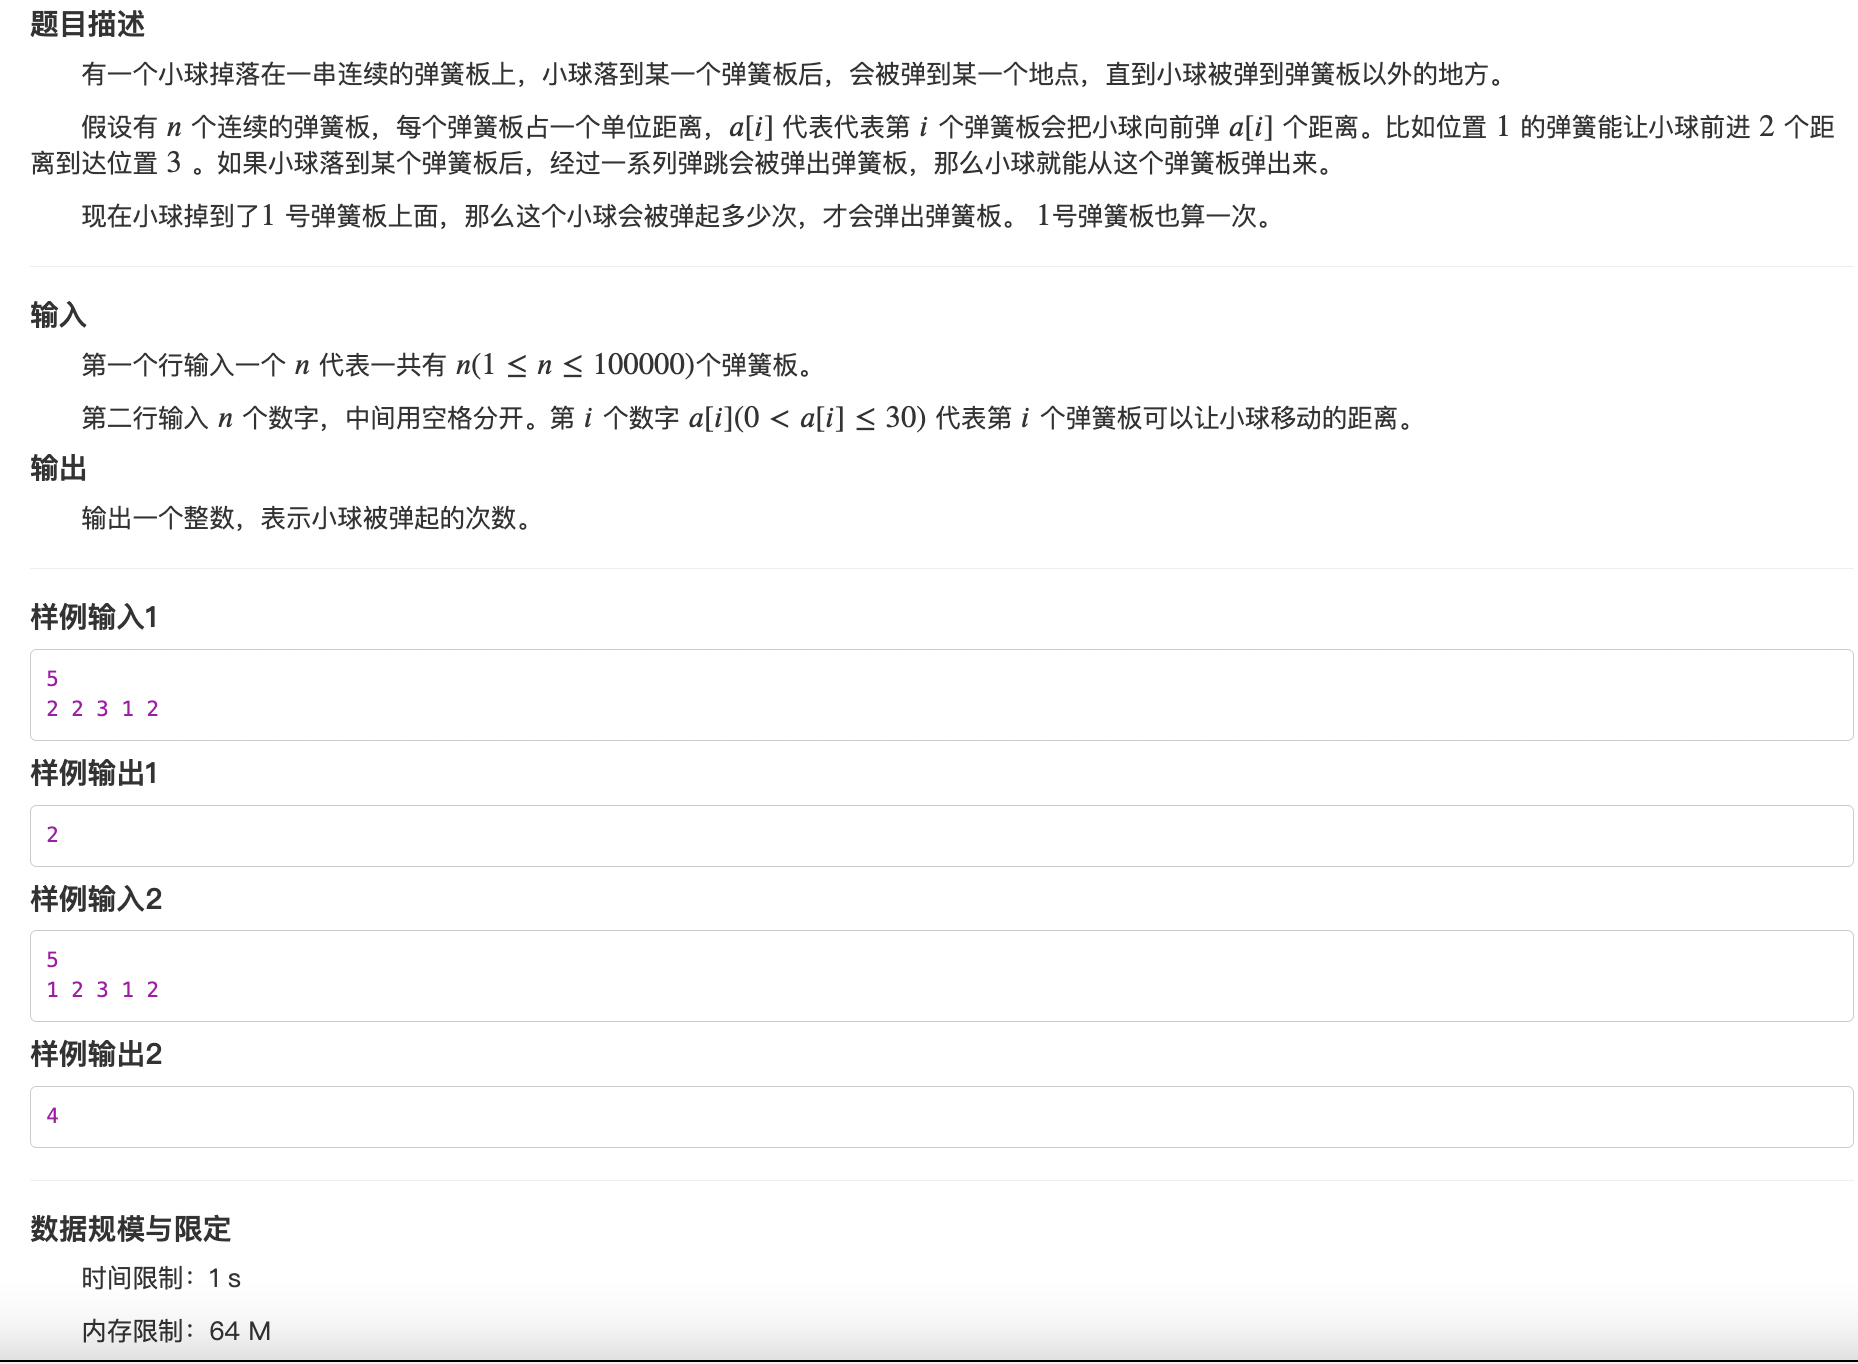 题目描述
有一个小球掉落在一串连续的弹簧板上，小球落到某一个弹簧板后，会被弹到某一个地点，直到小球被弹到弹簧板以外的地方。
假设有 n 个连续的弹簧板，每个弹簧板占一个单位距离，a[i] 代表代表第 i 个弹簧板会把小球向前弹 a[i] 个距离。比如位置 1 的弹簧能让小球前进 2 个距
离到达位置 3 。如果小球落到某个弹簧板后，经过一系列弹跳会被弹出弹簧板，那么小球就能从这个弹簧板弹出来。
现在小球掉到了1 号弹簧板上面，那么这个小球会被弹起多少次，才会弹出弹簧板。 1号弹簧板也算一次。
输入
第一个行输入一个 n 代表一共有 n(1 ≤ n ≤ 100000)个弹簧板。
第二行输入 n 个数字，中间用空格分开。第 i 个数字 a[i](0 < a[i] ≤ 30) 代表第 i 个弹簧板可以让小球移动的距离。
输出
输出一个整数，表示小球被弹起的次数。
样例输入1
5
2 2 3 1 2
样例输出1
2
样例输入2
5
1 2 3 1 2
样例输出2
4
数据规模与限定
时间限制：1 s
内存限制：64 M